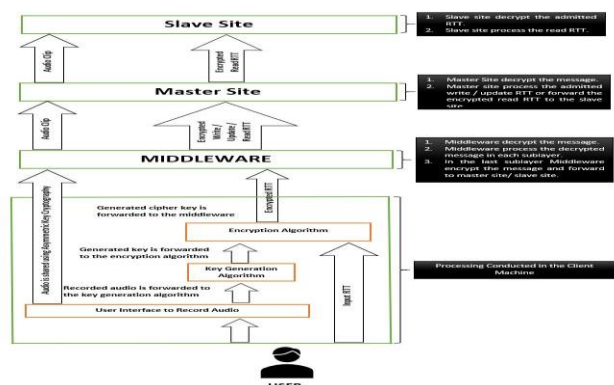 Slave Site
1. Slave site decrypt the admitted
RTT.
2. Slave site process the read RTT.
Audio Clip
Encrypted
Read RTT
Master Site
1. Master Site decrypt the message.
2. Master site process the admitted
write / update RTT or forward the
encrypted read RTT to the slave
site
Audio Clip
Encrypted
Write /
Update /
Read RTT
MIDDLEWARE
1. Middleware decrypt the message.
2. Middleware process the decrypted
message in each sublayer.
3. In the last sublayer Middleware
encrypt the message and forward
to master site/ slave site.
Audio is shared using Asymmetric Key Cryptography
Encrypted RTT
Generated cipher key is
forwarded to the middleware
Encryption Algorithm
Generated key is forwarded
to the encryption algorithm
Key Generation
Algorithm
Recorded audio is forwarded to
the key generation algorithm
User Interface to Record Audio
Input RTT
Processing Conducted in the Client
Machine
USER